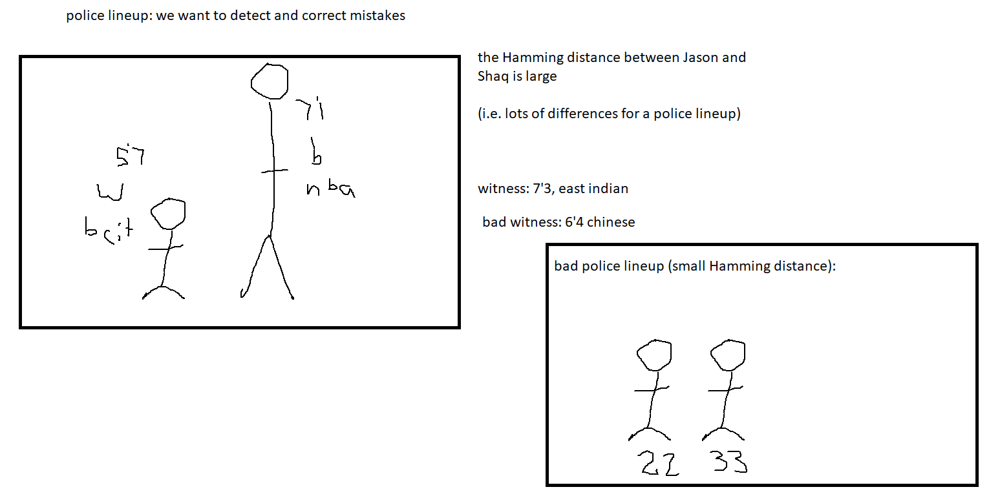 police lineup: we want to detect and correct mistakes
the Hamming distance between Jason and
Shaq is large
(i.e. lots of differences for a police lineup)
7'1
b
nba
5'7
w
bcit
witness: 7'3, east indian
bad witness: 6'4 chinese
bad police lineup (small Hamming distance):
22
33